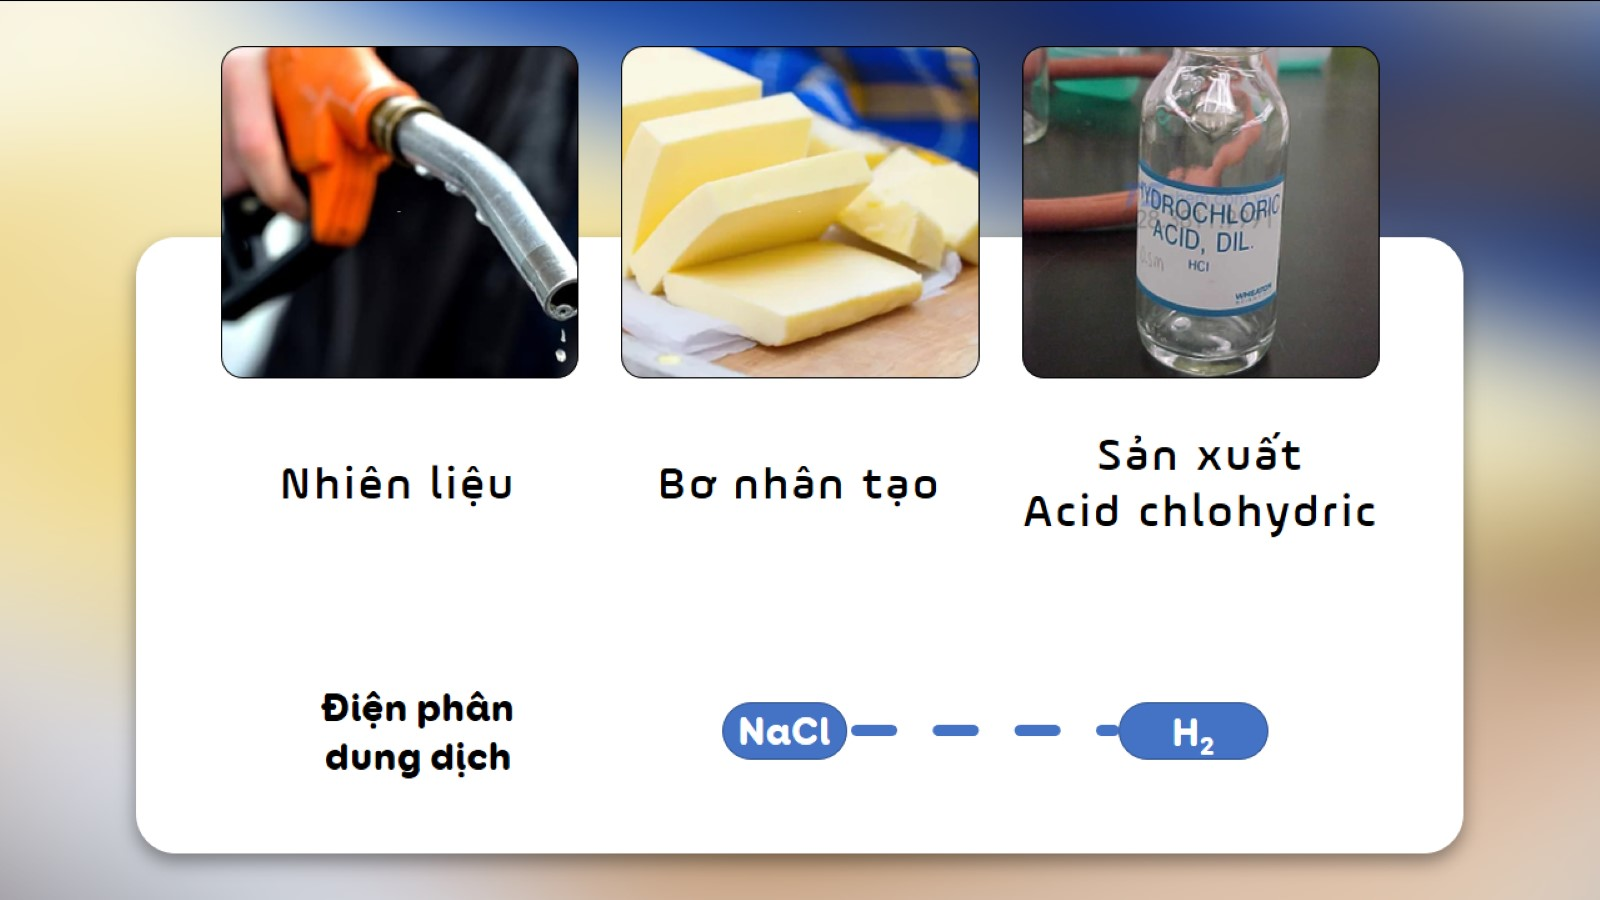 HYDROCHLORIC
ACID, DIL.
HCl
WHEATON
Nhiên liệu
Bơ nhân tạo
Sản xuất
Acid chlohydric
Điện phân
dung dịch
NaCl
H₂